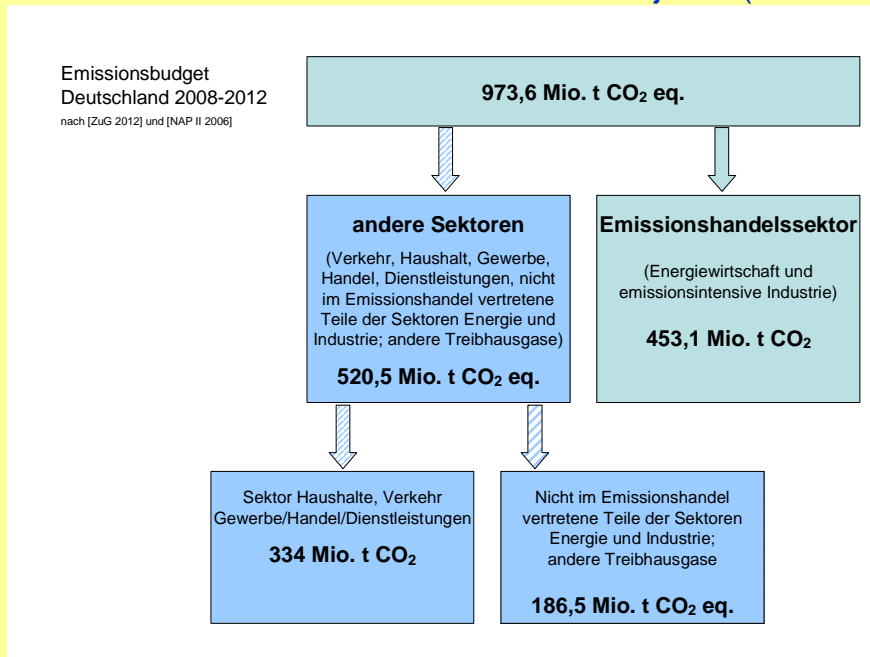 Emissionsbudget
Deutschland 2008-2012
nach [ZuG 2012] und [NAP II 2006]
973,6 Mio. t CO₂ eq.
andere Sektoren
(Verkehr, Haushalt, Gewerbe,
Handel, Dienstleistungen, nicht
im Emissionshandel vertretene
Teile der Sektoren Energie und
Industrie; andere Treibhausgase)
520,5 Mio. t CO₂ eq.
Emissionshandelssektor
(Energiewirtschaft und
emissionsintensive Industrie)
453,1 Mio. t CO₂
Sektor Haushalte, Verkehr
Gewerbe/Handel/Dienstleistungen
334 Mio. t CO₂
Nicht im Emissionshandel
vertretene Teile der Sektoren
Energie und Industrie;
andere Treibhausgase
186,5 Mio. t CO₂ eq.